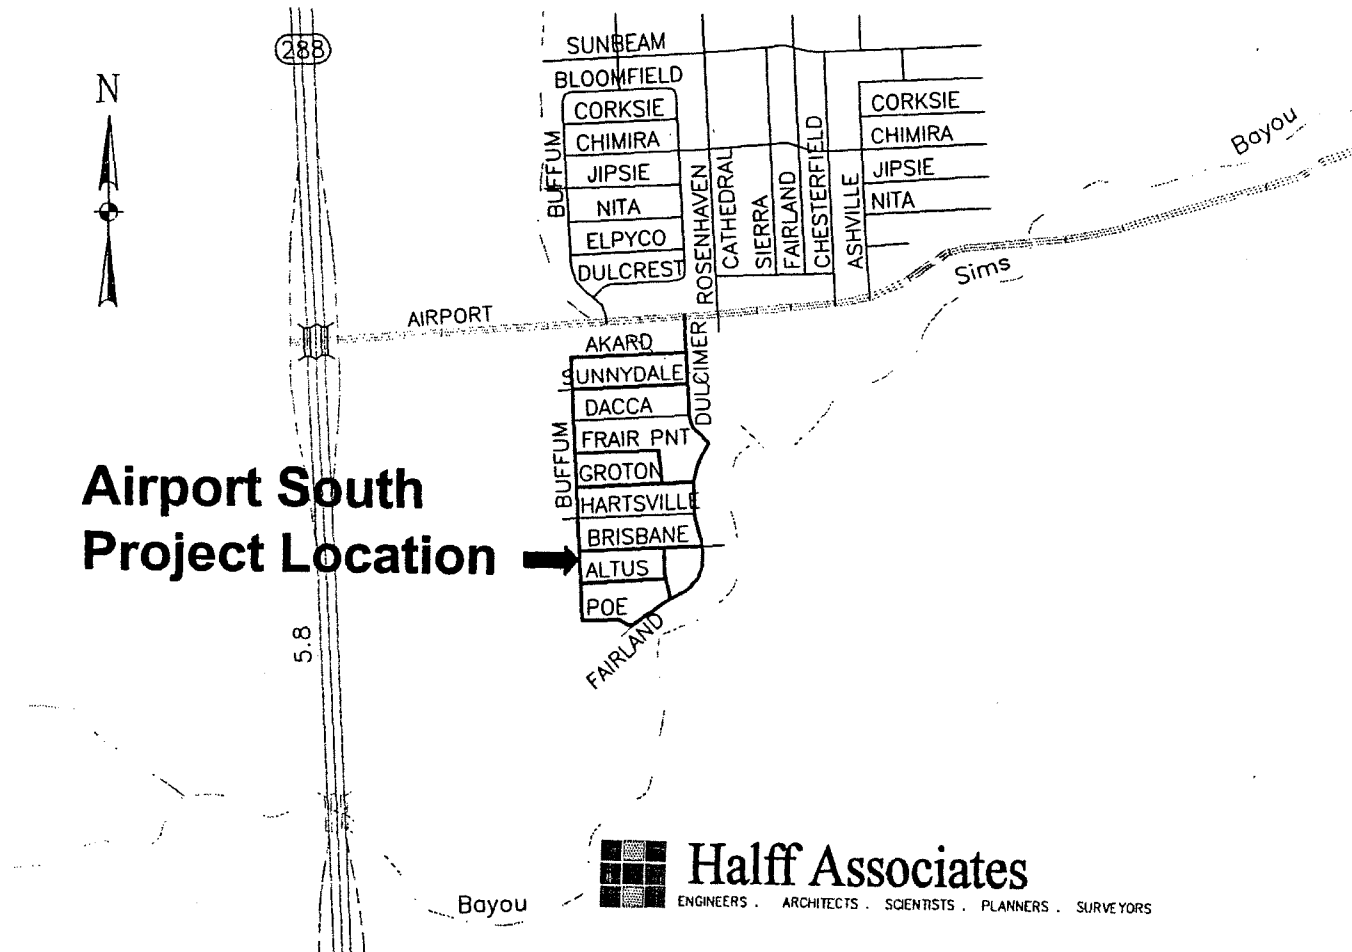 288
N
SUNBEAM
BLOOMFIELD
CORKSIE
CHIMIRA
JIPSIE
NITA
ELPYCO
DULCREST
BUFFUM
ROSENHAVEN
CATHEDRAL
SIERRA
FAIRLAND
CHESTERFIELD
ASHVILLE
CORKSIE
CHIMIRA
JIPSIE
NITA
Bayou
Sims
AIRPORT
AKARD
SUNNYDALE
DACCA
FRAIR PNT
GROTON
HARTSVILLE
BRISBANE
ALTUS
POE
BUFFUM
DULCIMER
FAIRLAND
Airport South
Project Location
5.8
Bayou
Halff Associates
ENGINEERS . ARCHITECTS . SCIENTISTS . PLANNERS . SURVEYORS